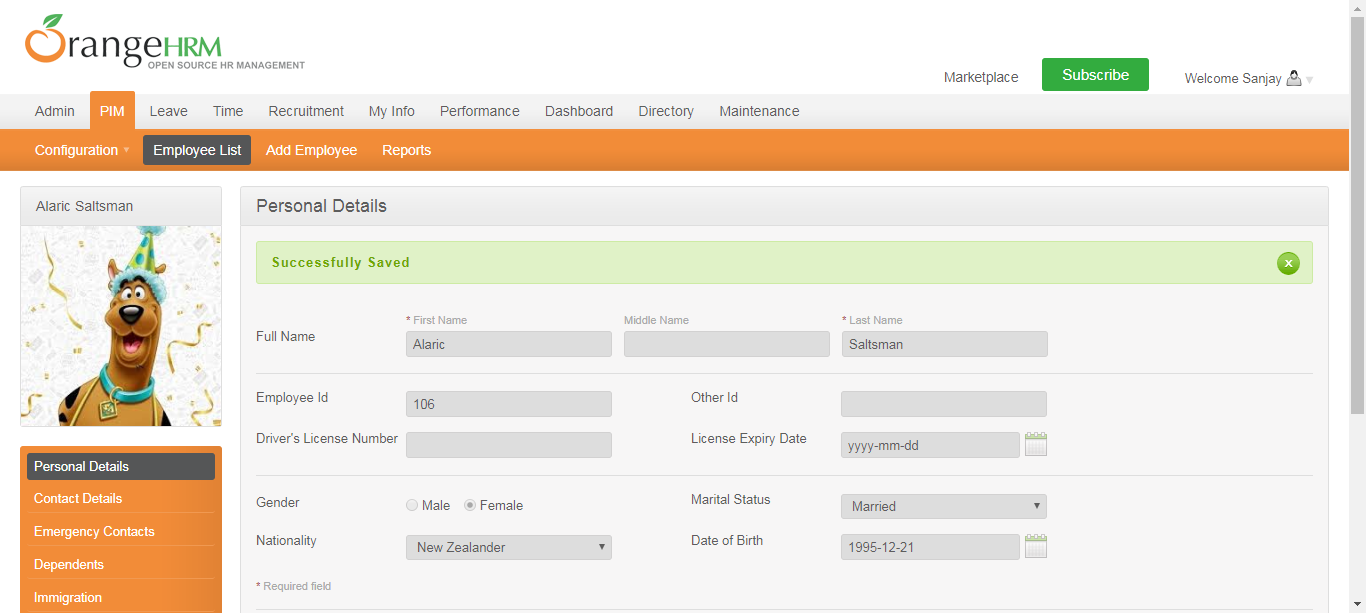 OrangeHRM
OPEN SOURCE HR MANAGEMENT
Marketplace Subscribe Welcome Sanjay
Admin PIM Leave Time Recruitment My Info Performance Dashboard Directory Maintenance
Configuration Employee List Add Employee Reports
Alaric Saltsman
Personal Details
Successfully Saved
* First Name Middle Name * Last Name
Full Name Alaric Saltsman
Employee Id 106 Other Id
Driver's License Number License Expiry Date yyyy-mm-dd
Gender Male Female Marital Status Married
Nationality New Zealander Date of Birth 1995-12-21
* Required field
Personal Details
Contact Details
Emergency Contacts
Dependents
Immigration